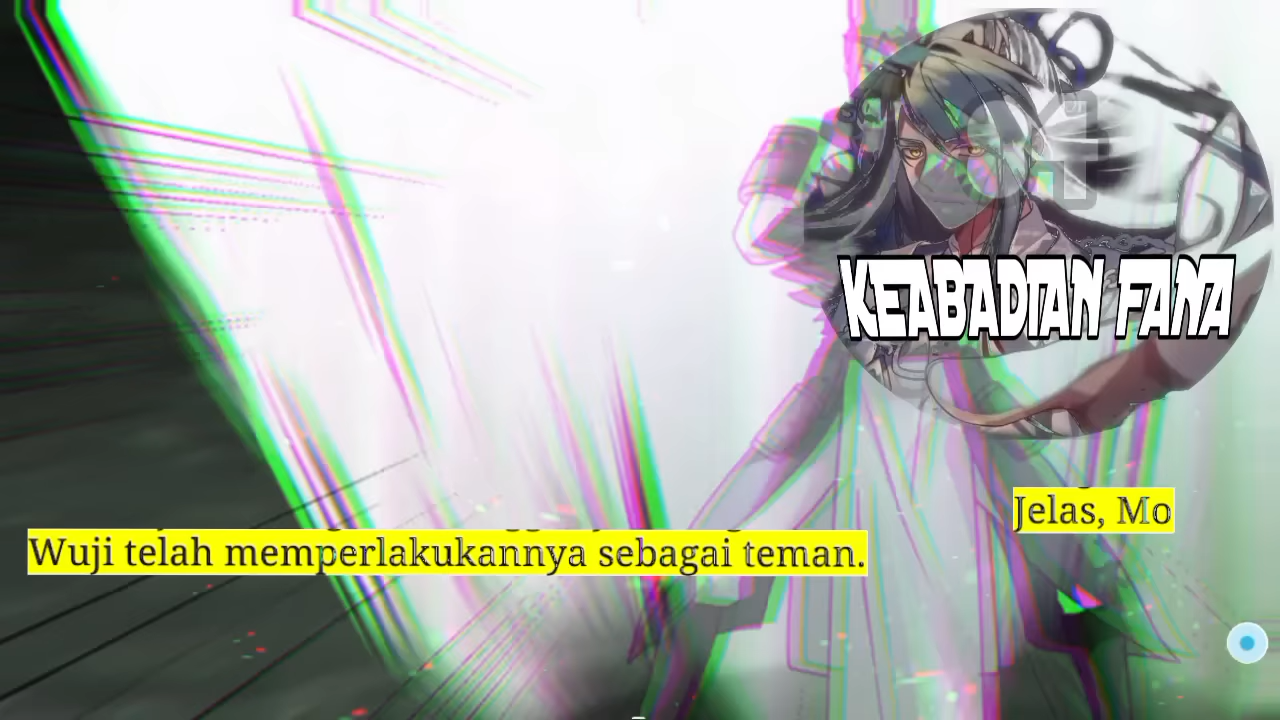 KEABADIAN FANA
Jelas, Mo
Wuji telah memperlakukannya sebagai teman.